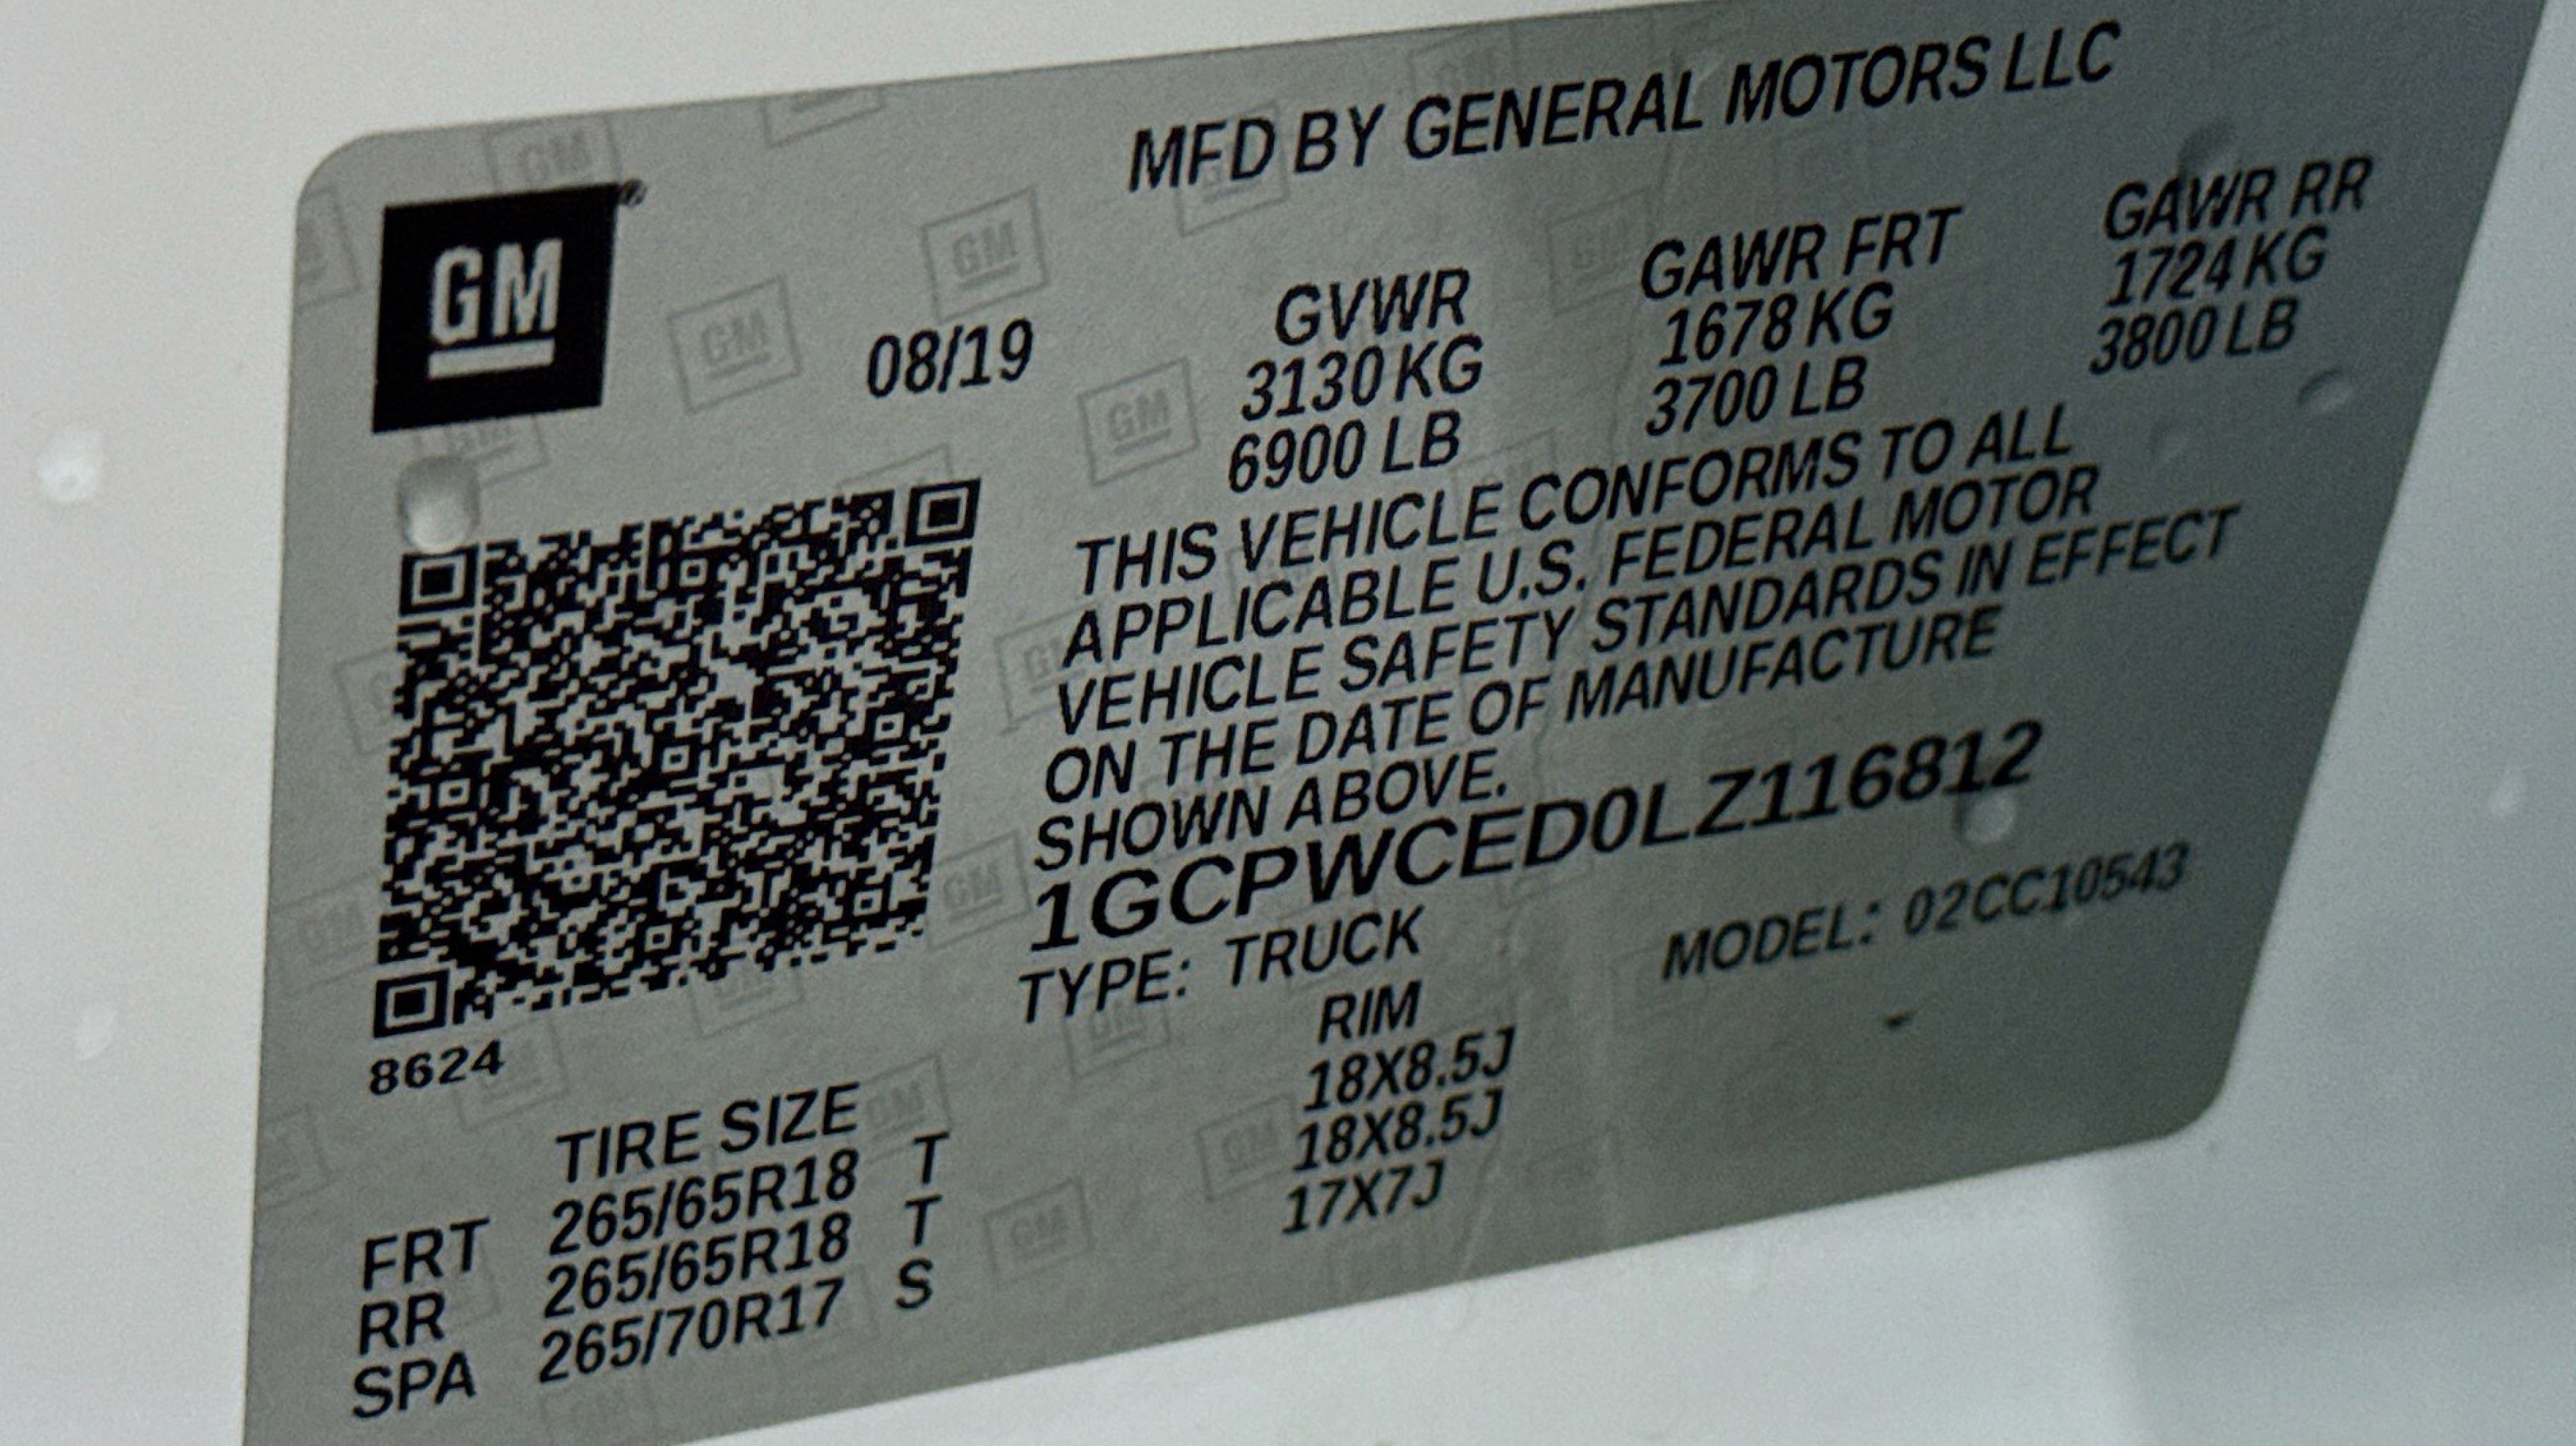 MFD BY GENERAL MOTORS LLC
GM
08/19 GVWR GAWR FRT GAWR RR
3130 KG 1678 KG 1724 KG
6900 LB 3700 LB 3800 LB
THIS VEHICLE CONFORMS TO ALL
APPLICABLE U.S. FEDERAL MOTOR
VEHICLE SAFETY STANDARDS IN EFFECT
ON THE DATE OF MANUFACTURE
SHOWN ABOVE.
1GCPWCED0LZ116812
TYPE: TRUCK MODEL: 02CC10543
8624
TIRE SIZE RIM
FRT 265/65R18 T 18X8.5J
RR 265/65R18 T 18X8.5J
SPA 265/70R17 S 17X7J